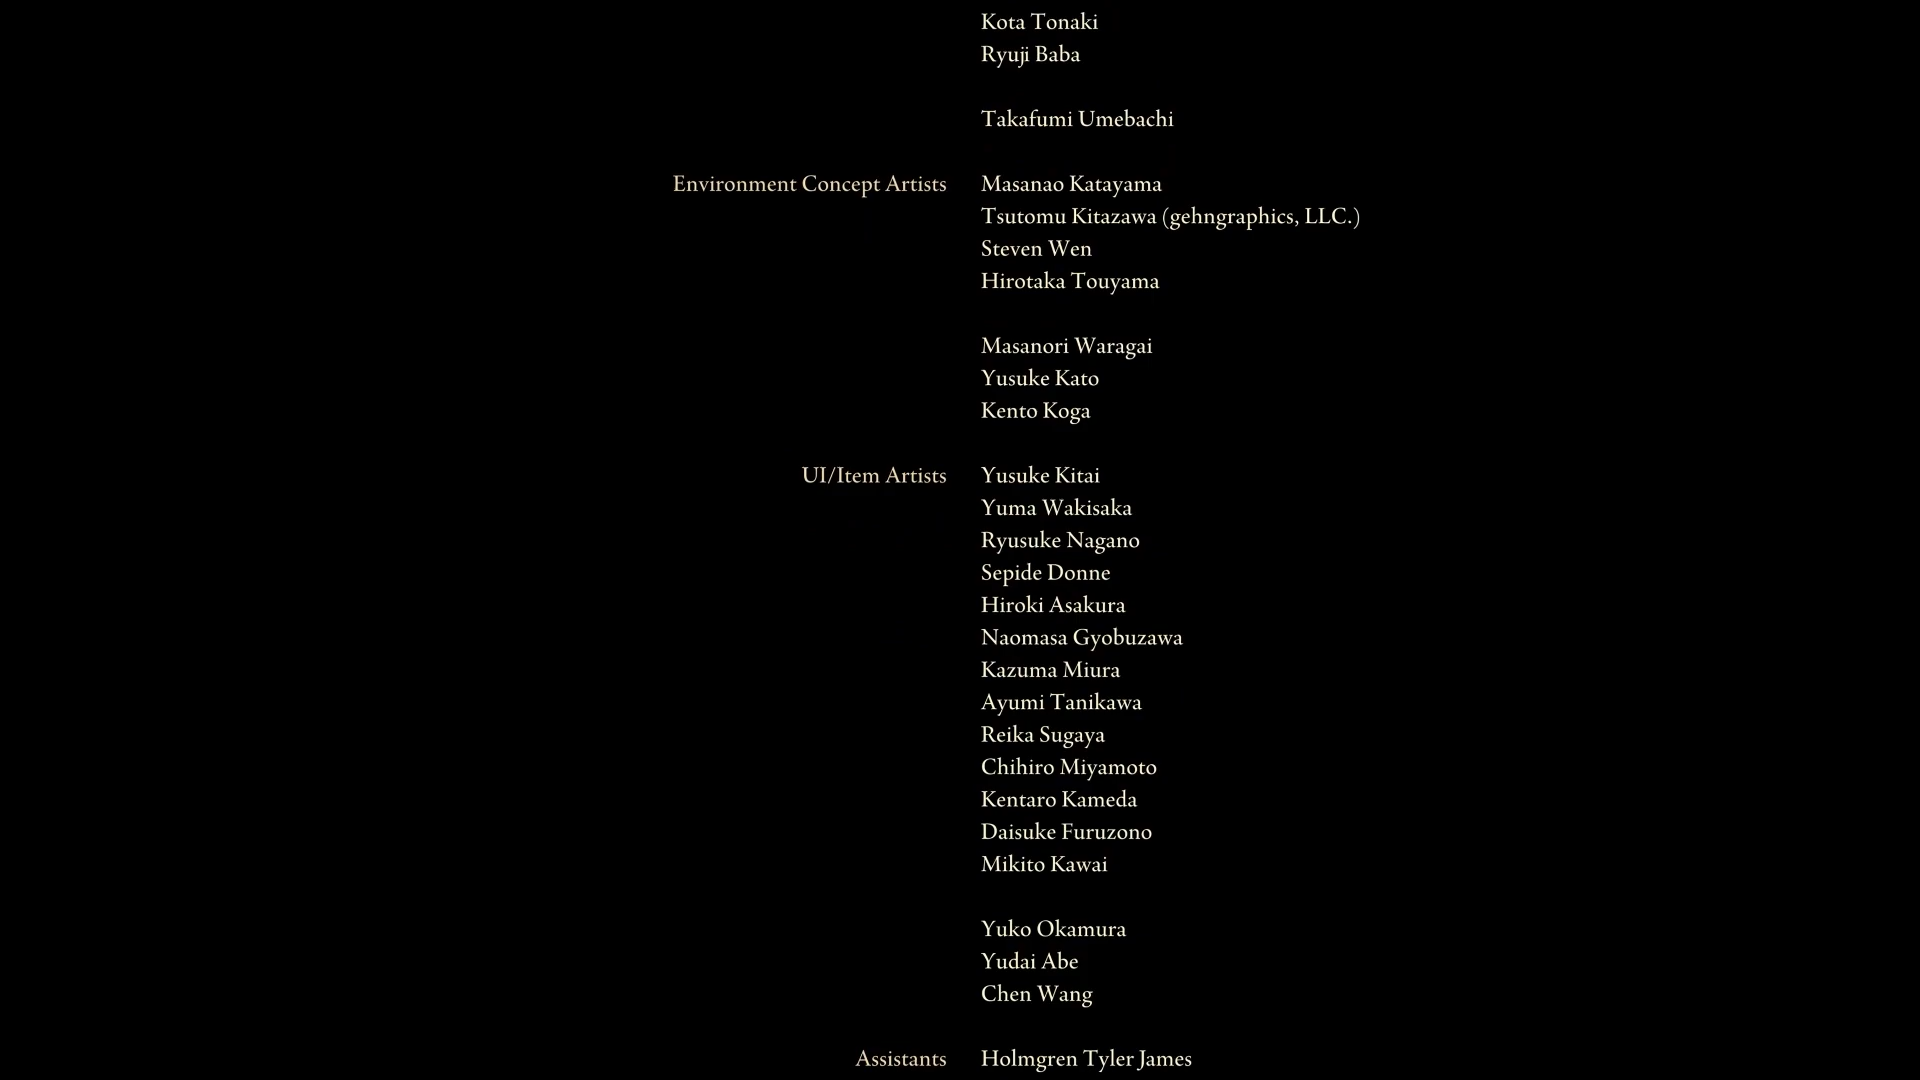 Kota Tonaki
Ryuji Baba
Takafumi Umebachi
Environment Concept Artists Masanao Katayama
Tsutomu Kitazawa (gehngraphics, LLC.)
Steven Wen
Hirotaka Touyama
Masanori Waragai
Yusuke Kato
Kento Koga
UI/Item Artists Yusuke Kitai
Yuma Wakisaka
Ryusuke Nagano
Sepide Donne
Hiroki Asakura
Naomasa Gyobuzawa
Kazuma Miura
Ayumi Tanikawa
Reika Sugaya
Chihiro Miyamoto
Kentaro Kameda
Daisuke Furuzono
Mikito Kawai
Yuko Okamura
Yudai Abe
Chen Wang
Assistants Holmgren Tyler James